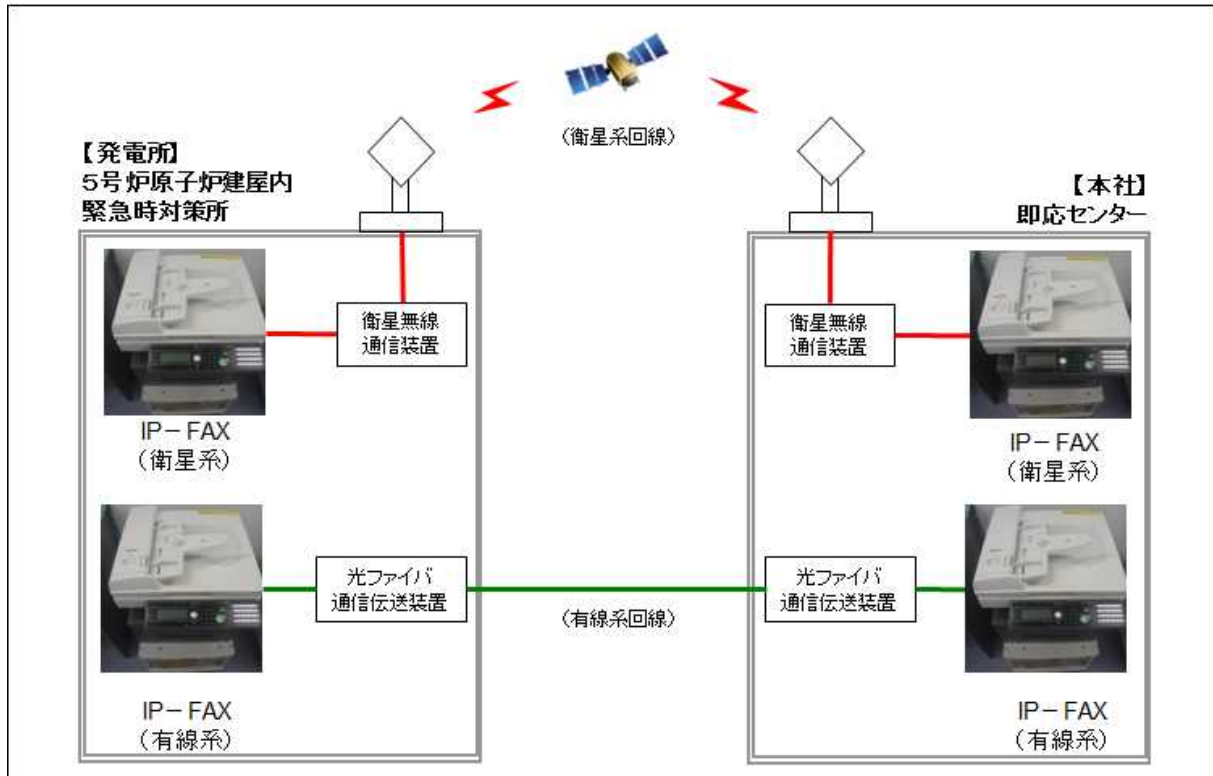 (衛星系回線)
【発電所】
5号炉原子炉建屋内
緊急時対策所
【本社】
即応センター
衛星無線
通信装置
衛星無線
通信装置
IP-FAX
(衛星系)
IP-FAX
(衛星系)
光ファイバ
通信伝送装置
光ファイバ
通信伝送装置
(有線系回線)
IP-FAX
(有線系)
IP-FAX
(有線系)